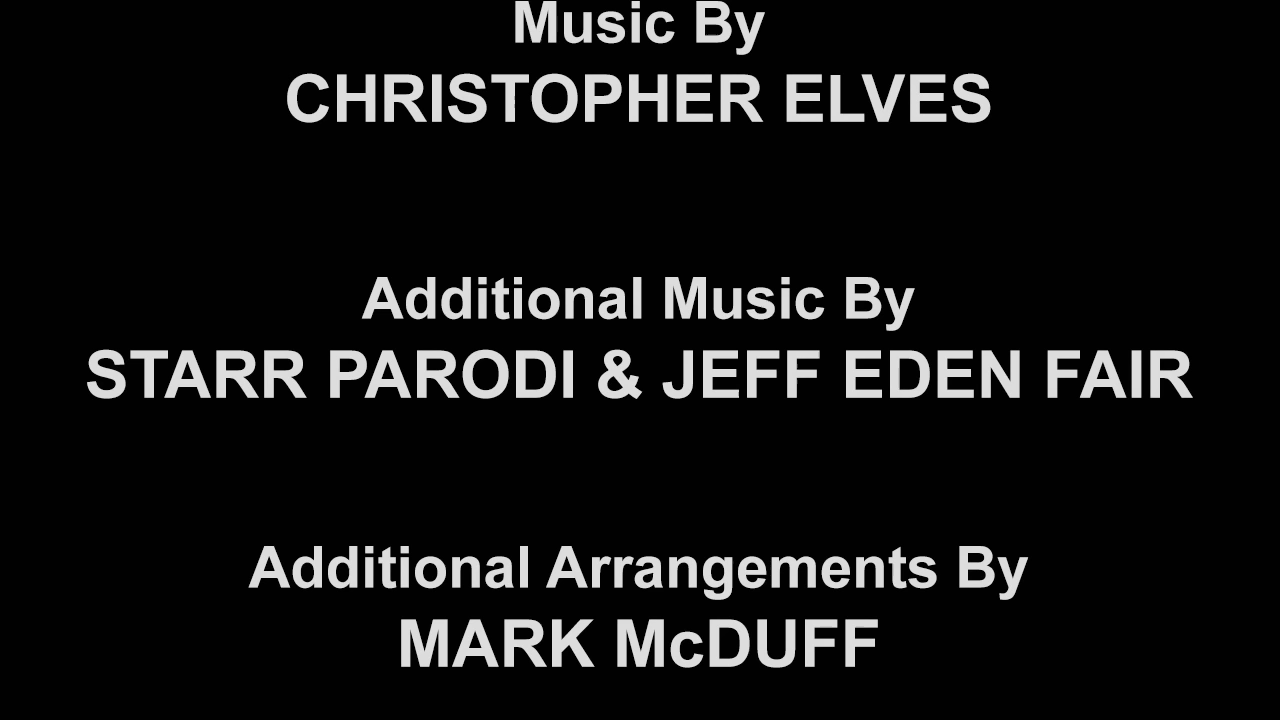 Music By
CHRISTOPHER ELVES
Additional Music By
STARR PARODI & JEFF EDEN FAIR
Additional Arrangements By
MARK McDUFF